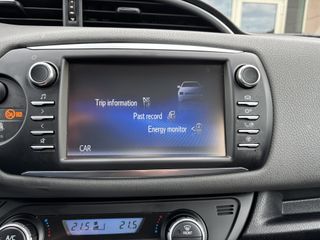 Trip information
Past record
Energy monitor
CAR
21.5 21.5
A/C